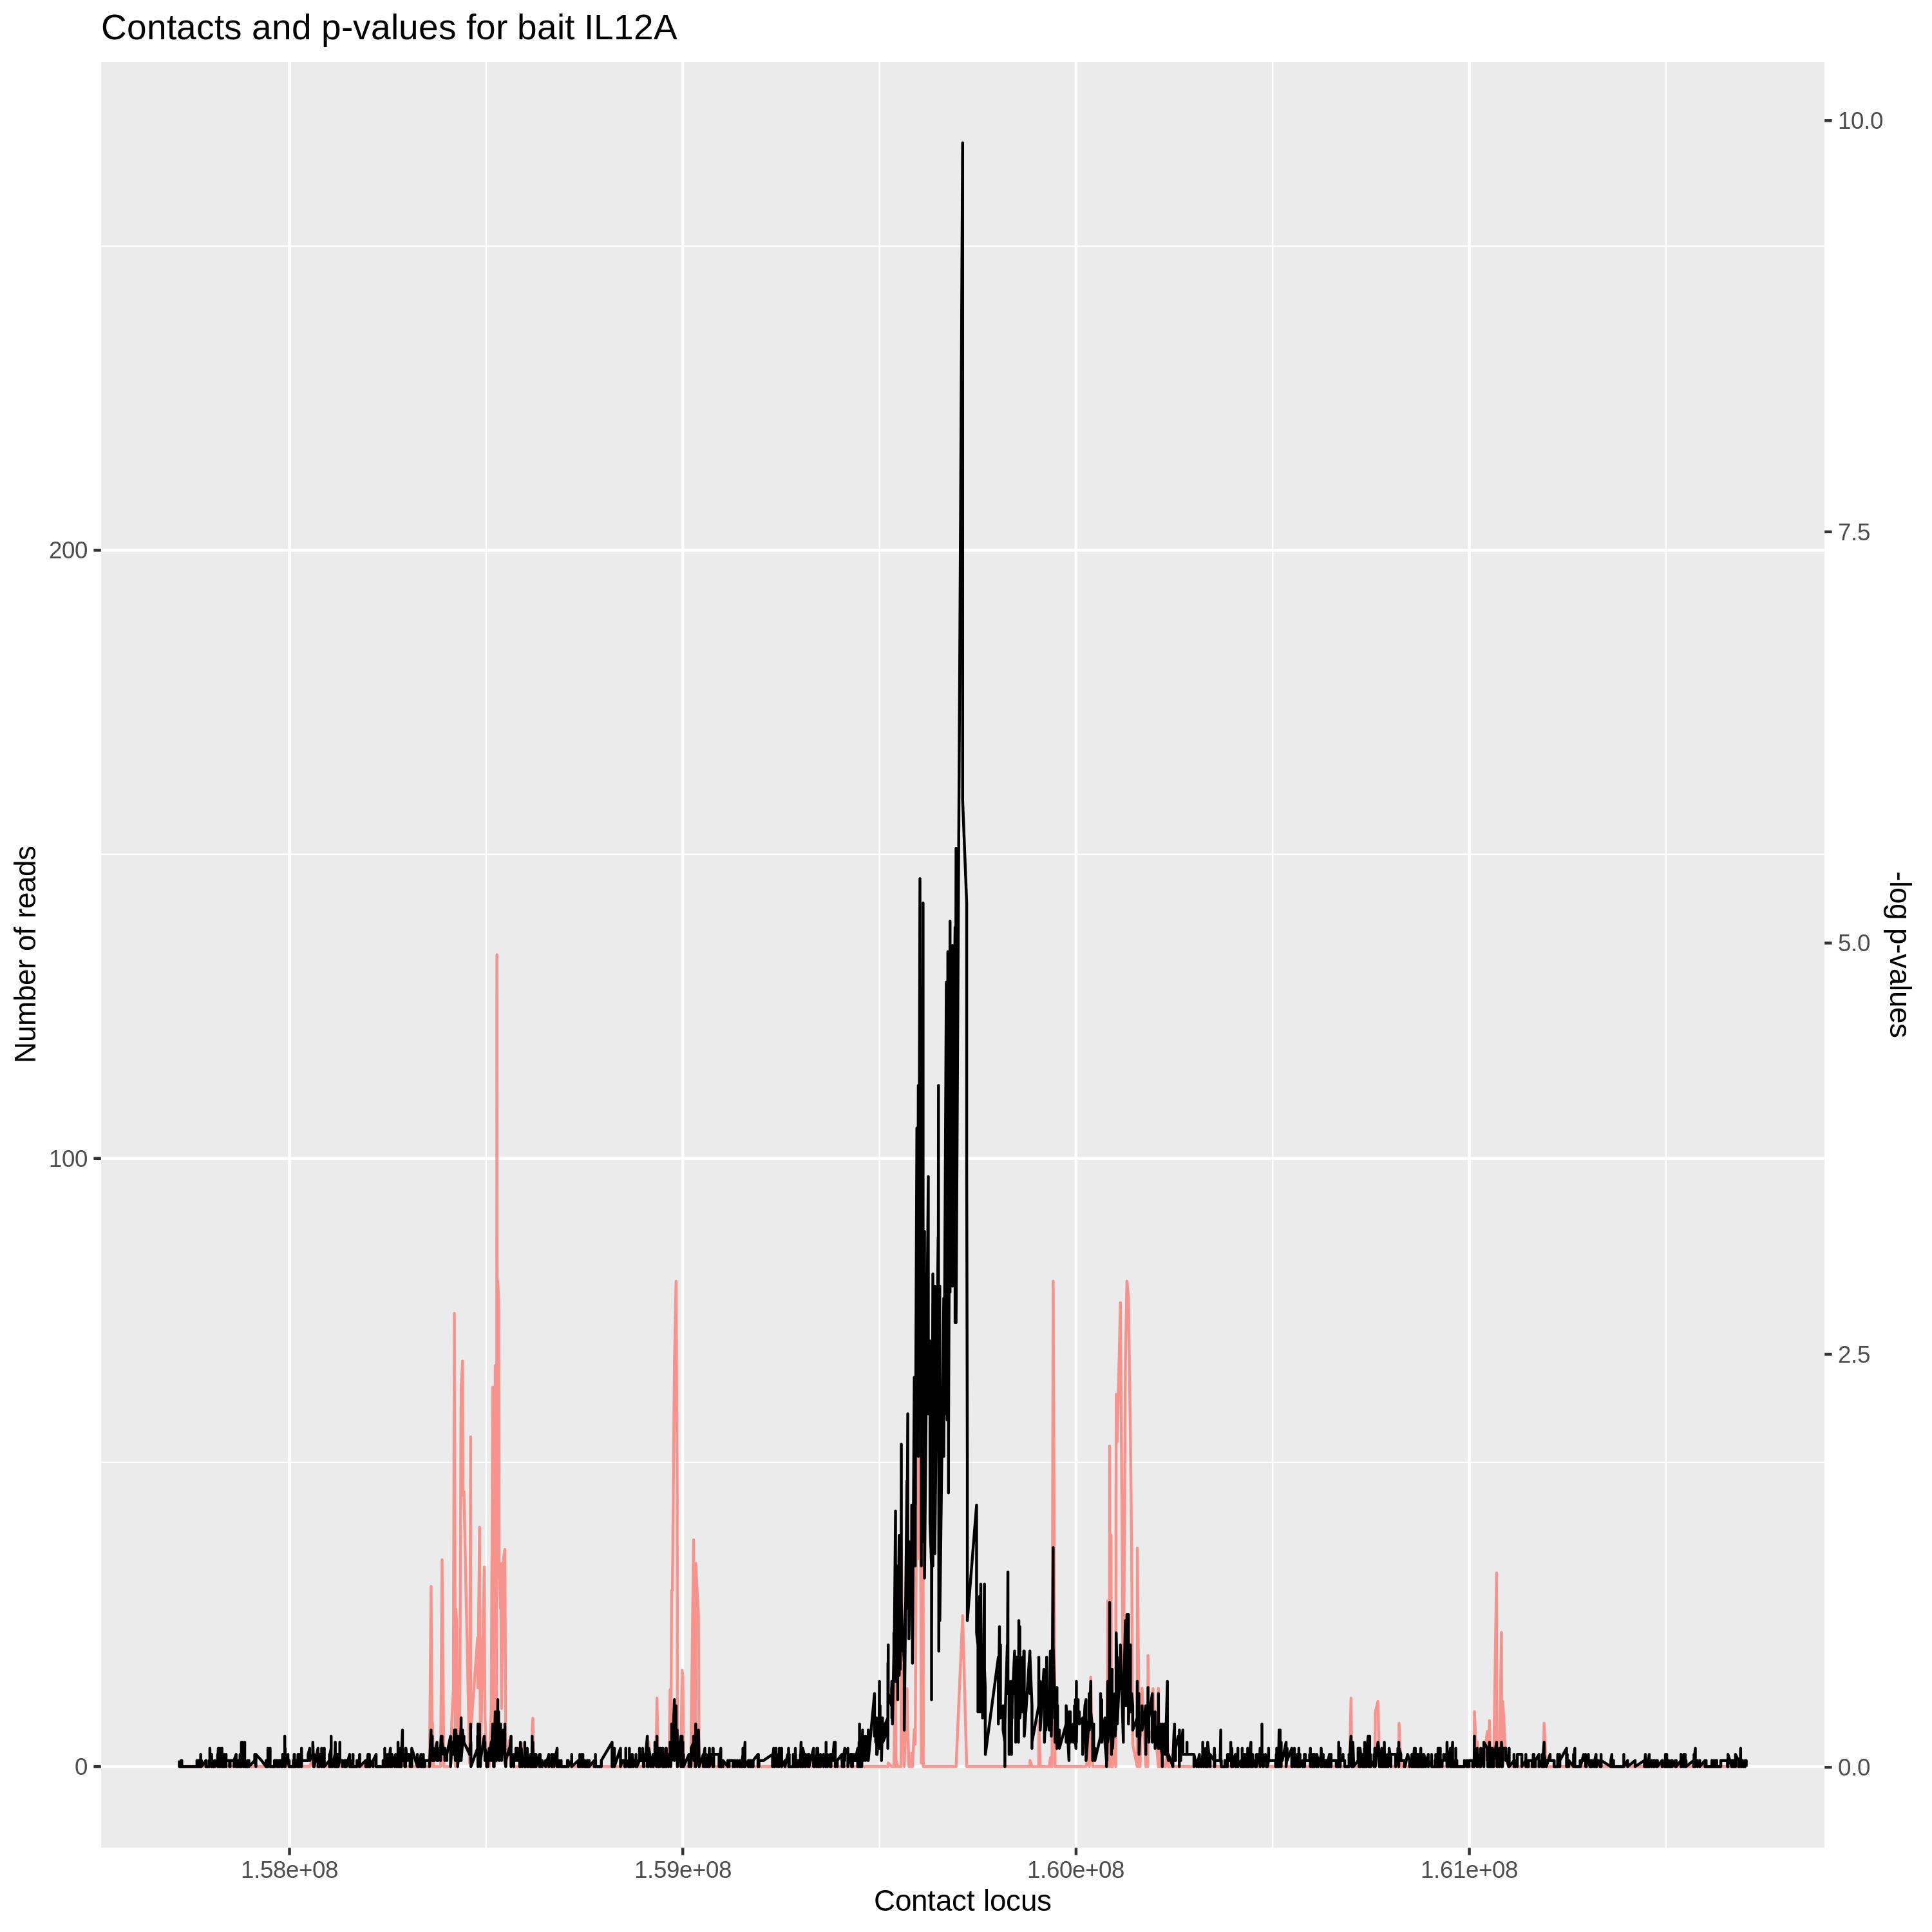 Contacts and p-values for bait IL12A
Number of reads
200
100
0
10.0
7.5
5.0
2.5
0.0
-log p-values
1.58e+08
1.59e+08
1.60e+08
1.61e+08
Contact locus